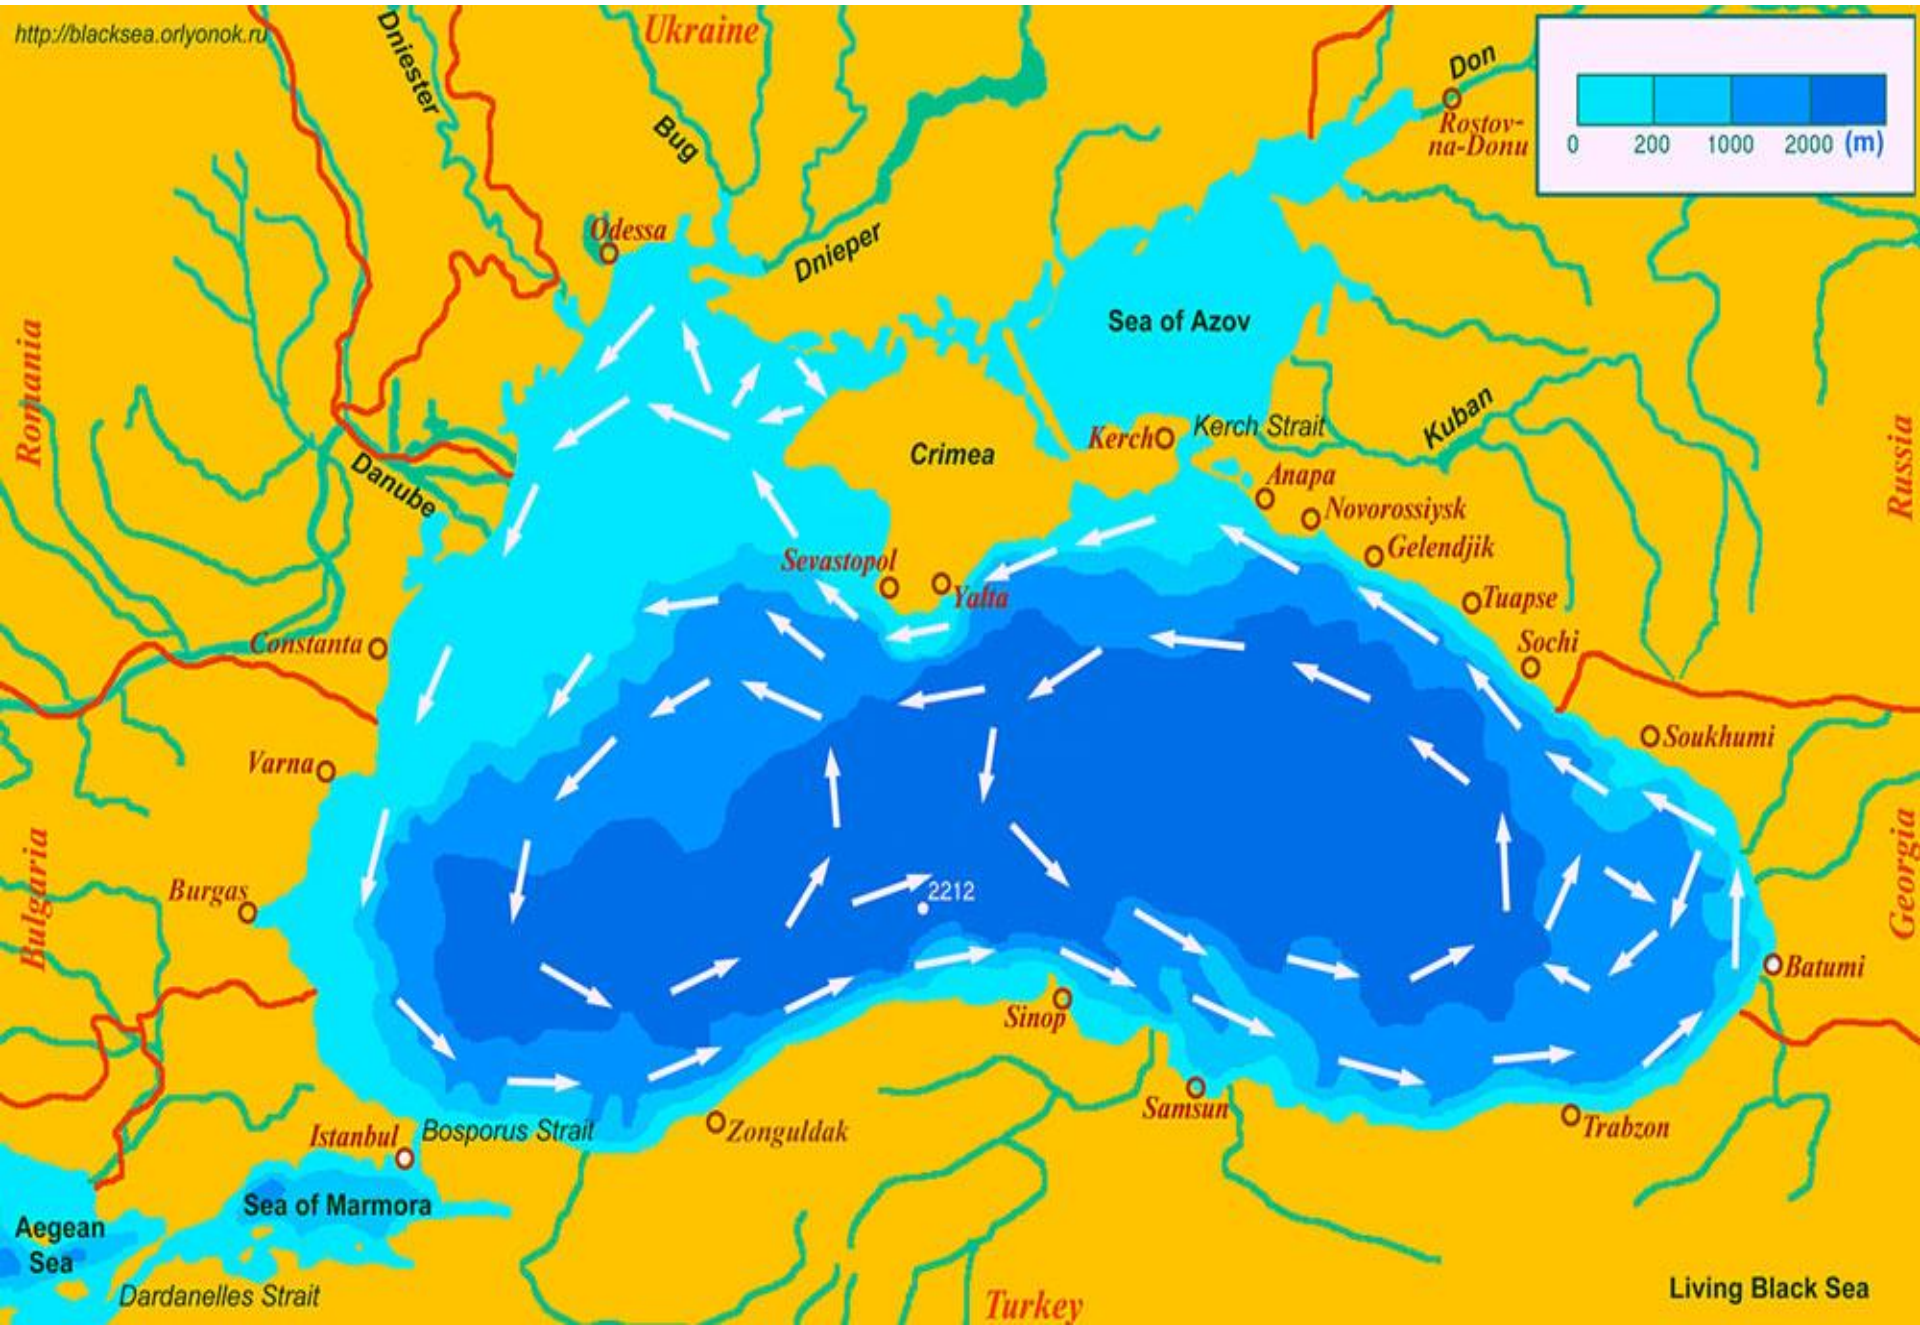 http://blacksea.orlyonok.ru
Dniester
Ukraine
Bug
Dnieper
Don
Rostov-
na-Donu
0 200 1000 2000 (m)
Odessa
Sea of Azov
Romania
Danube
Crimea
Kerch
Kerch Strait
Kuban
Russia
Anapa
Novorossiysk
Gelendjik
Sevastopol
Yalta
Tuapse
Sochi
Constanta
Soukhumi
Varna
Bulgaria
Burgas
2212
Georgia
Batumi
Sinop
Samsun
Trabzon
Istanbul
Bosporus Strait
Zonguldak
Sea of Marmora
Aegean
Sea
Dardanelles Strait
Turkey
Living Black Sea